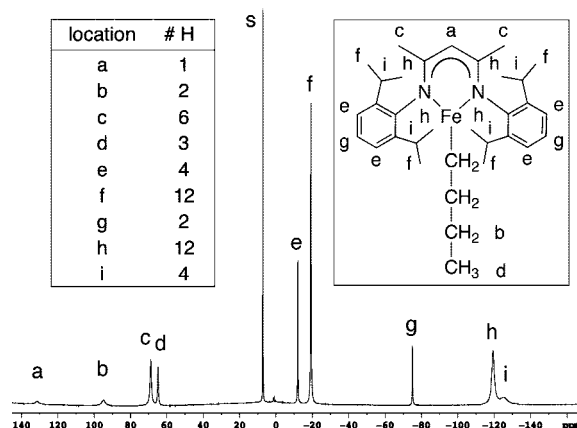 location # H
a 1
b 2
c 6
d 3
e 4
f 12
g 2
h 12
i 4
s
f
e
c d
a
b
g
h
i
c a c
f f
i h h i
N N
e h Fe h e
g i i g
e f f e
CH2
CH2
CH2 b
CH3 d
140 120 100 80 60 40 20 0 -20 -40 -60 -80 -100 -120 -140 ppm